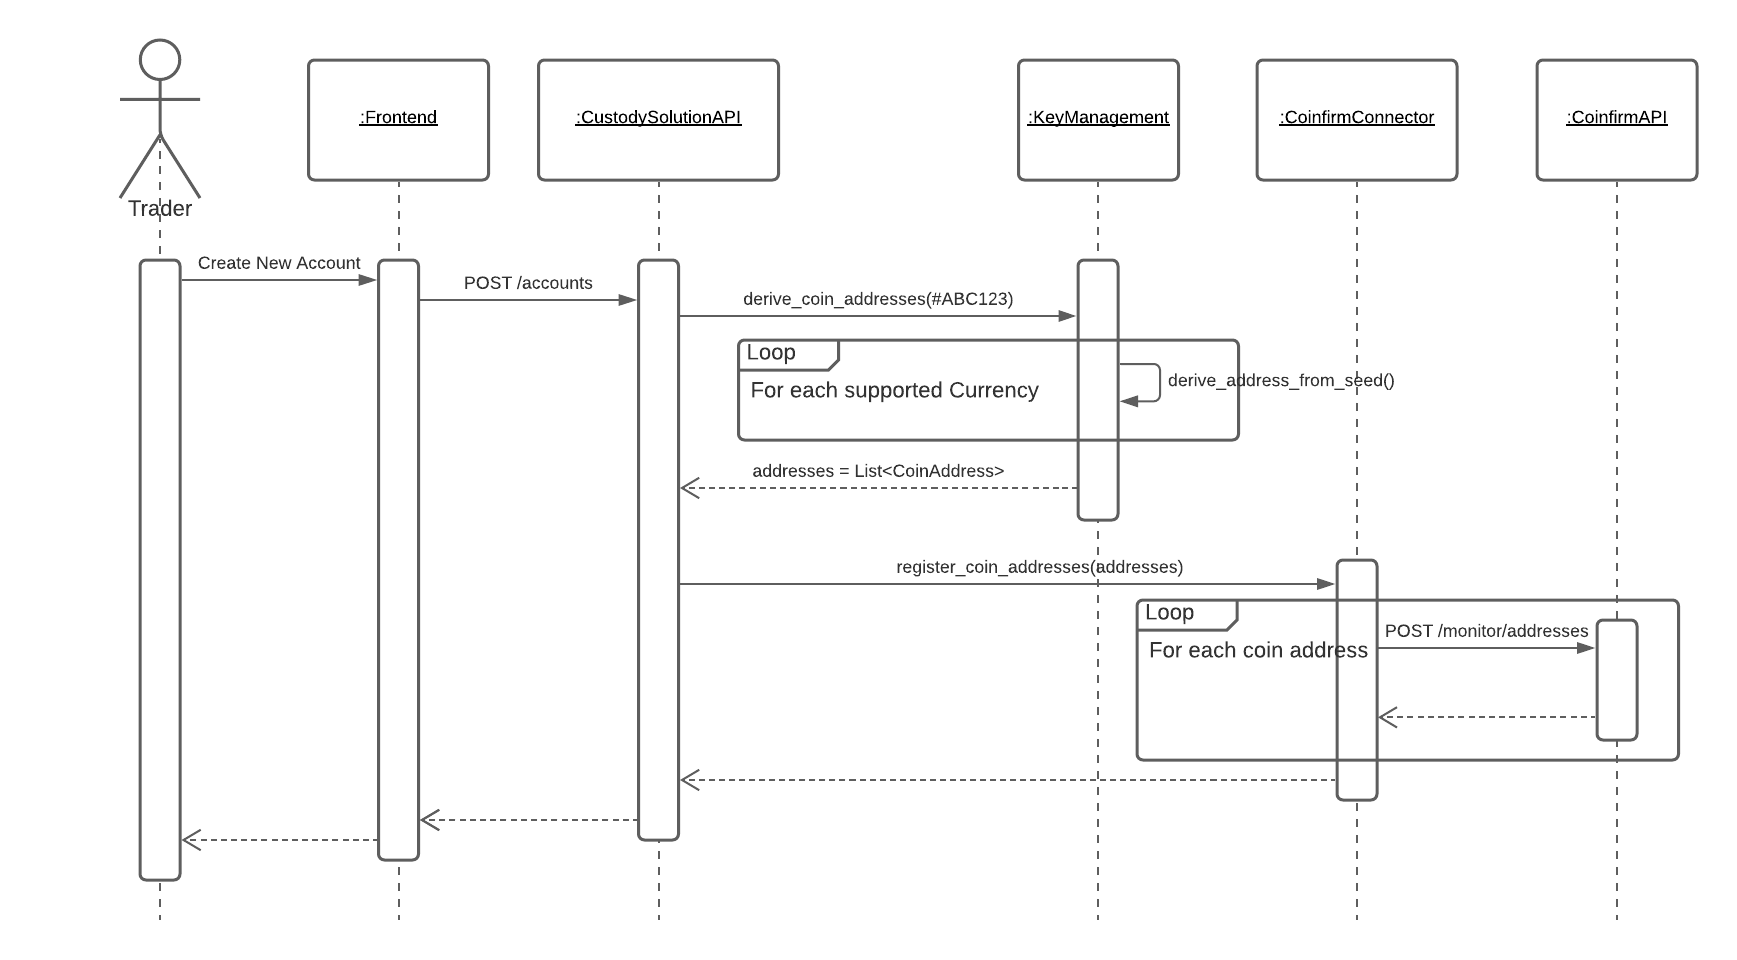 Trader
:Frontend
:CustodySolutionAPI
:KeyManagement
:CoinfirmConnector
:CoinfirmAPI
Create New Account
POST /accounts
derive_coin_addresses(#ABC123)
Loop
For each supported Currency
derive_address_from_seed()
addresses = List<CoinAddress>
register_coin_addresses(addresses)
Loop
For each coin address
POST /monitor/addresses